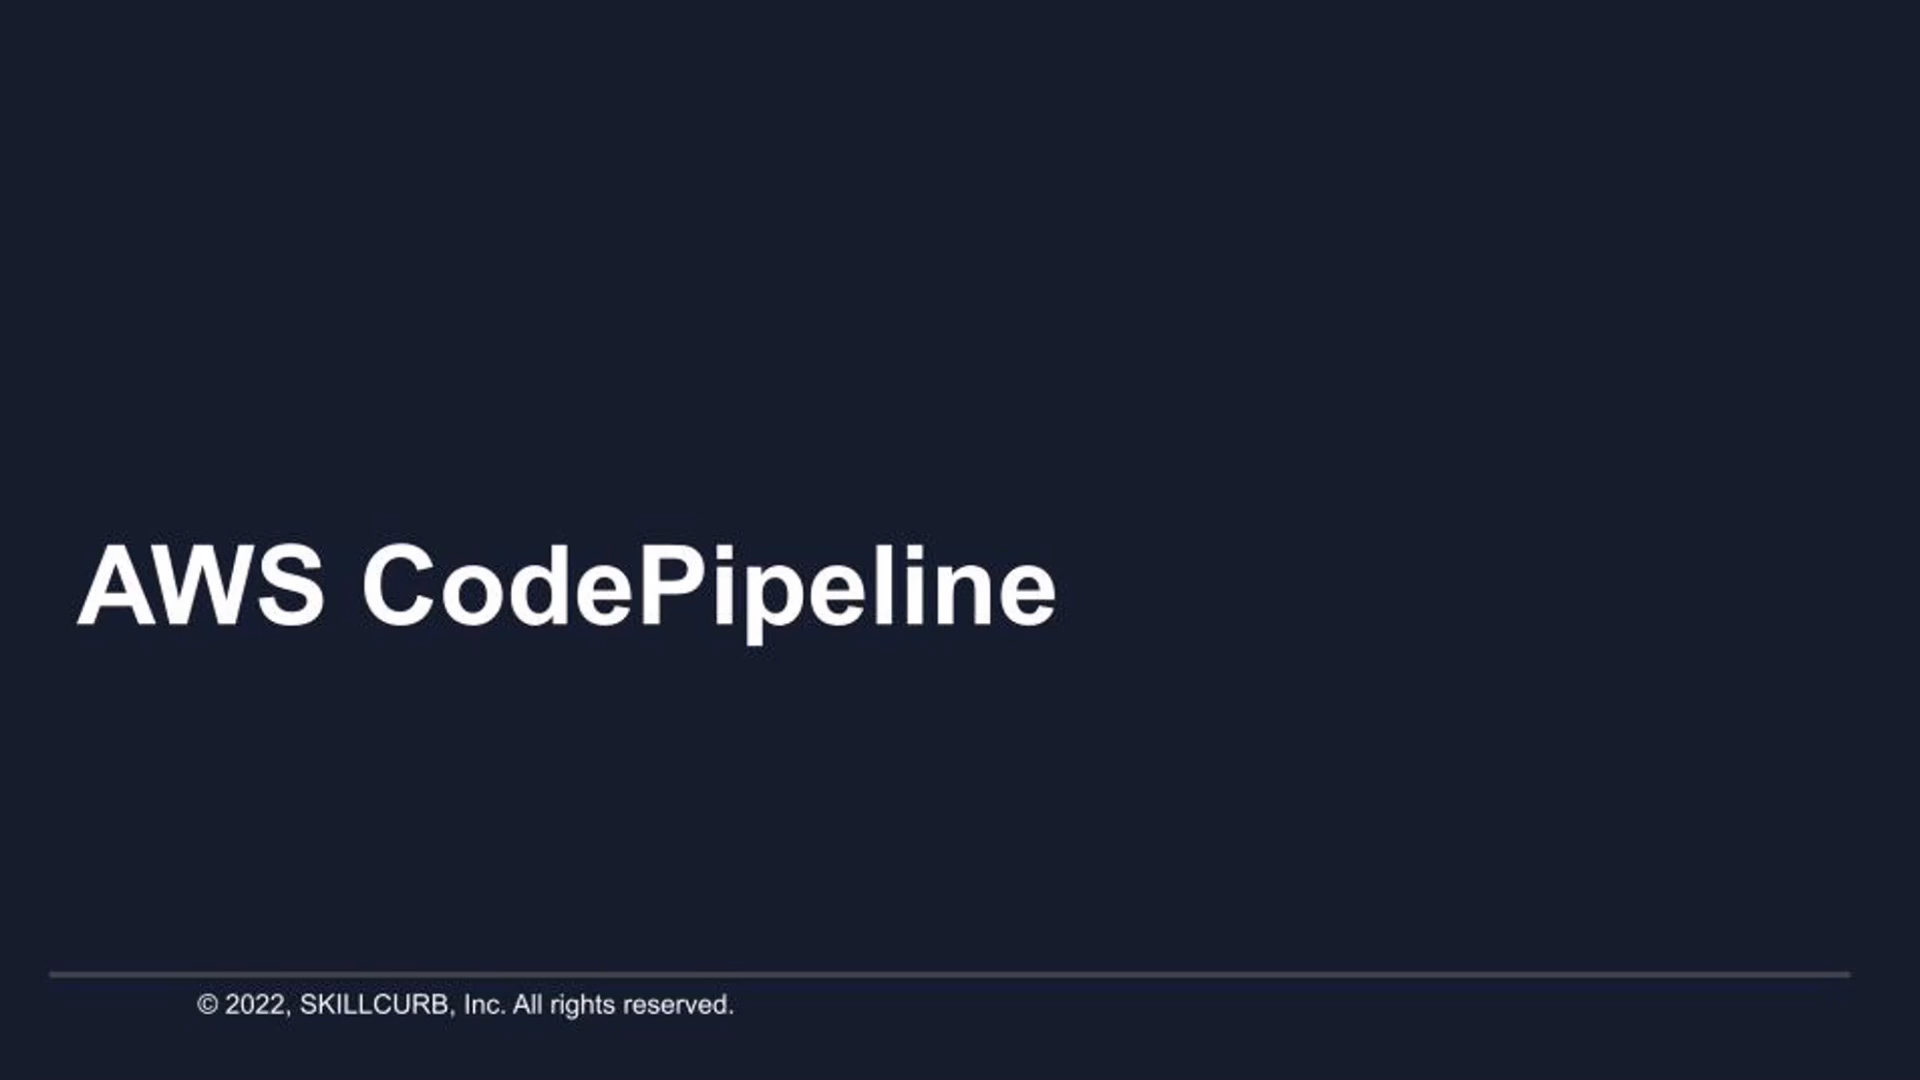 AWS CodePipeline
© 2022, SKILLCURB, Inc. All rights reserved.